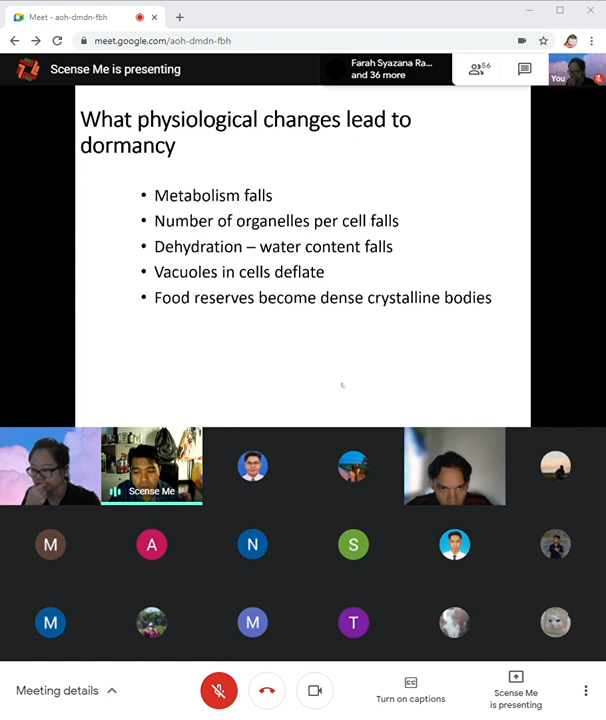 Meet - aoh-dmdn-fbh
meet.google.com/aoh-dmdn-fbh
Scense Me is presenting
Farah Syazana Ra...
and 36 more
56
You
What physiological changes lead to
dormancy
• Metabolism falls
• Number of organelles per cell falls
• Dehydration – water content falls
• Vacuoles in cells deflate
• Food reserves become dense crystalline bodies
Scense Me
M
A
N
S
M
M
T
Meeting details
CC
Turn on captions
Scense Me
is presenting